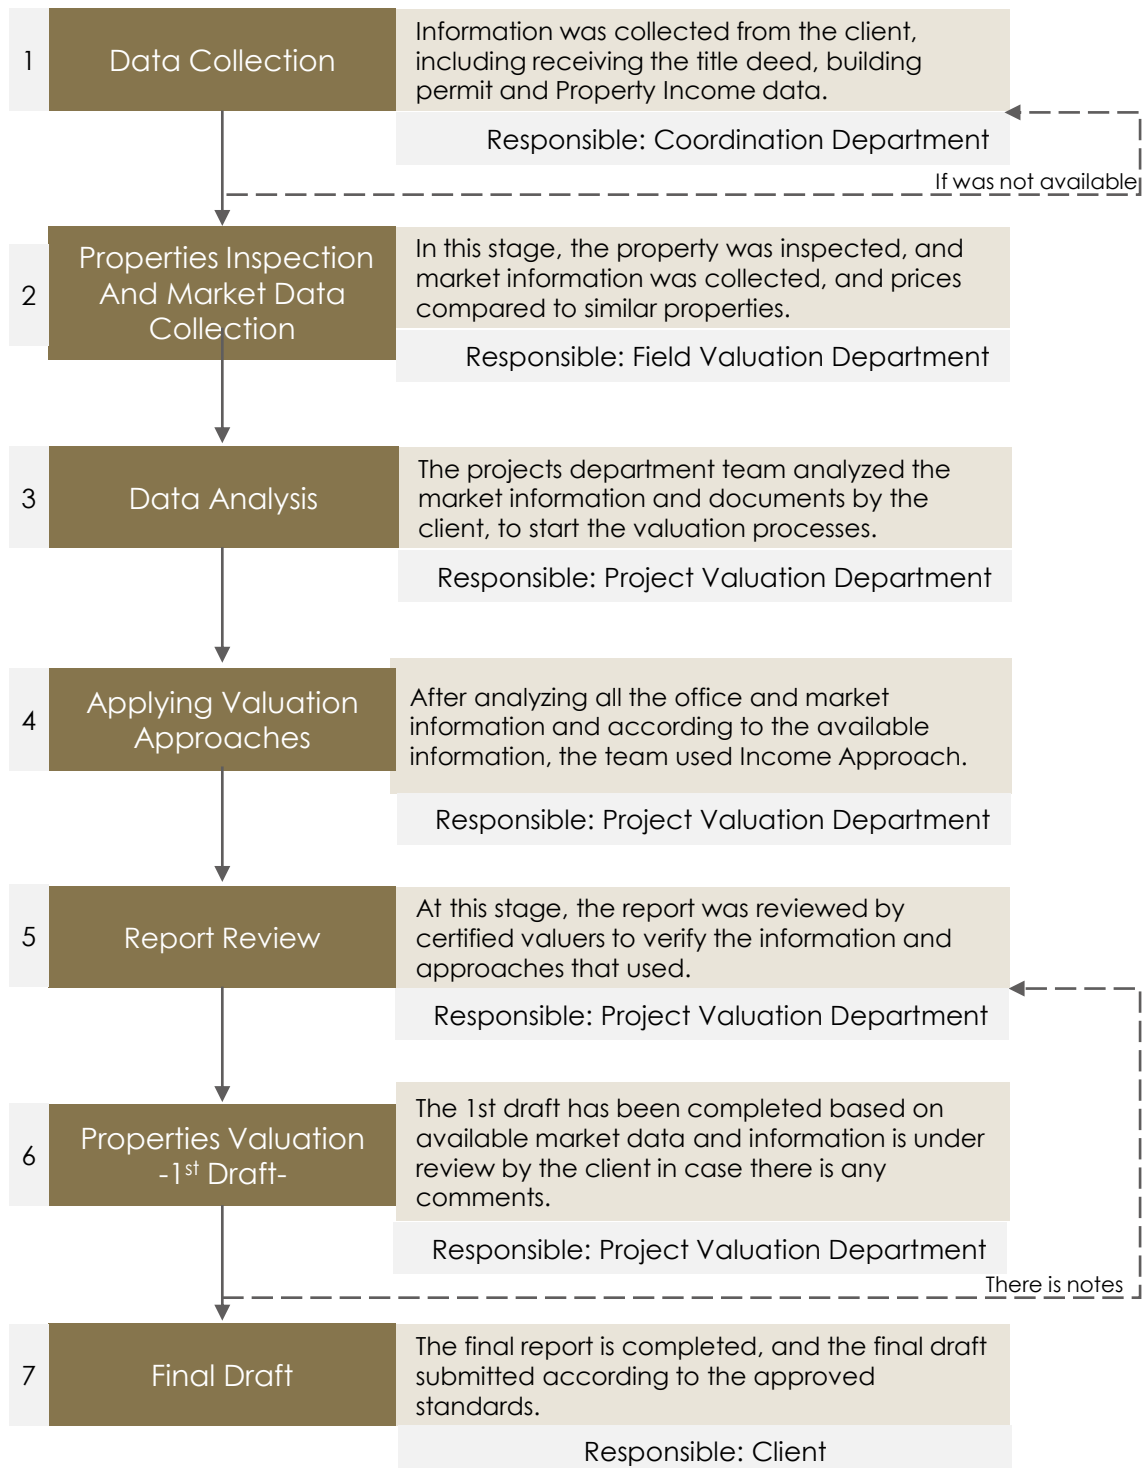 1
Data Collection
Information was collected from the client,
including receiving the title deed, building
permit and Property Income data.
Responsible: Coordination Department
If was not available
2
Properties Inspection
And Market Data
Collection
In this stage, the property was inspected, and
market information was collected, and prices
compared to similar properties.
Responsible: Field Valuation Department
3
Data Analysis
The projects department team analyzed the
market information and documents by the
client, to start the valuation processes.
Responsible: Project Valuation Department
4
Applying Valuation
Approaches
After analyzing all the office and market
information and according to the available
information, the team used Income Approach.
Responsible: Project Valuation Department
5
Report Review
At this stage, the report was reviewed by
certified valuers to verify the information and
approaches that used.
Responsible: Project Valuation Department
6
Properties Valuation
-1st Draft-
The 1st draft has been completed based on
available market data and information is under
review by the client in case there is any
comments.
Responsible: Project Valuation Department
There is notes
7
Final Draft
The final report is completed, and the final draft
submitted according to the approved
standards.
Responsible: Client